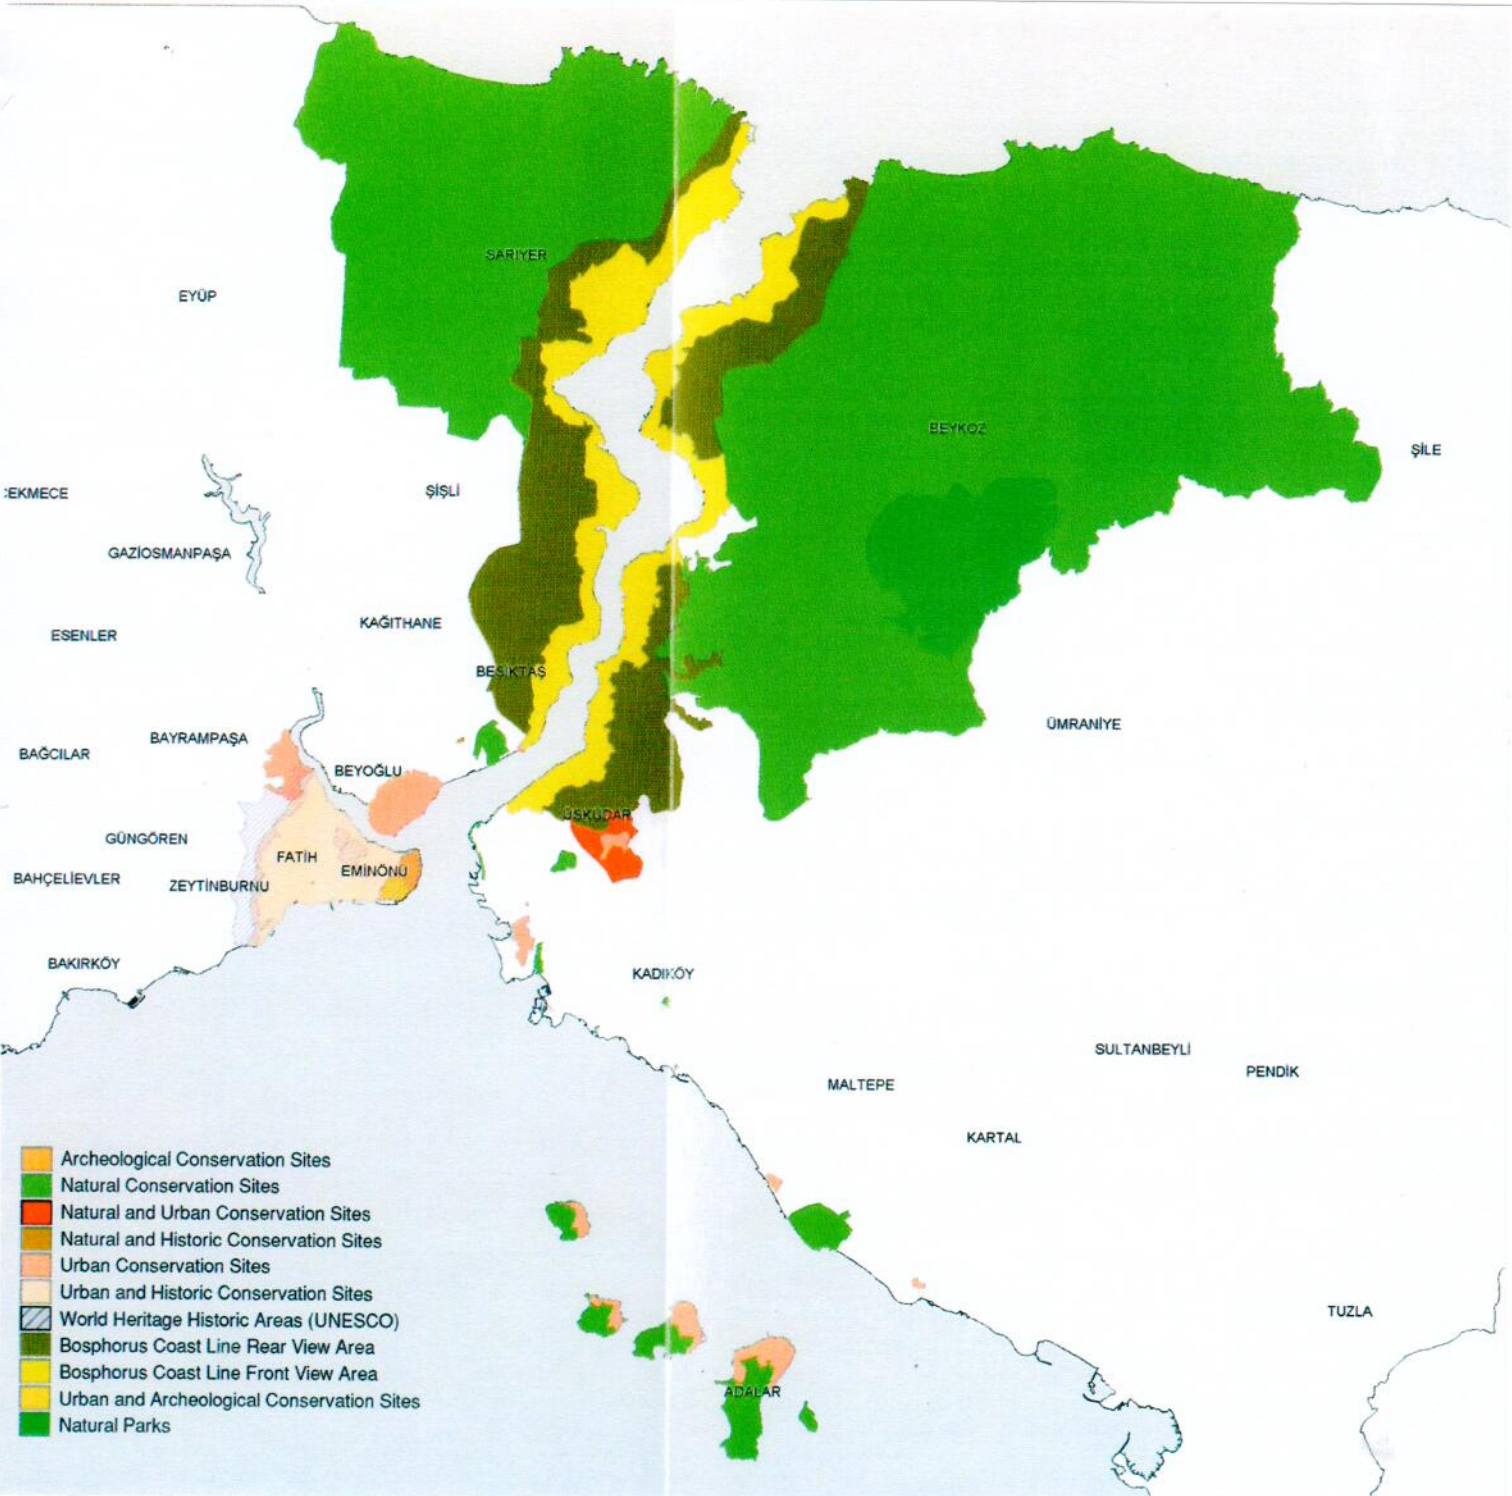 SARIYER
EYÜP
BEYKOZ
ŞİLE
ŞİŞLİ
GAZİOSMANPAŞA
KAĞITHANE
ESENLER
BEŞİKTAŞ
ÜMRANİYE
BAYRAMPAŞA
BAĞCILAR
BEYOĞLU
ÜSKÜDAR
GÜNGÖREN
FATİH
EMİNÖNÜ
BAHÇELİEVLER
ZEYTİNBURNU
BAKIRKÖY
KADIKÖY
SULTANBEYLİ
PENDİK
MALTEPE
KARTAL
TUZLA
ADALAR
Archeological Conservation Sites
Natural Conservation Sites
Natural and Urban Conservation Sites
Natural and Historic Conservation Sites
Urban Conservation Sites
Urban and Historic Conservation Sites
World Heritage Historic Areas (UNESCO)
Bosphorus Coast Line Rear View Area
Bosphorus Coast Line Front View Area
Urban and Archeological Conservation Sites
Natural Parks